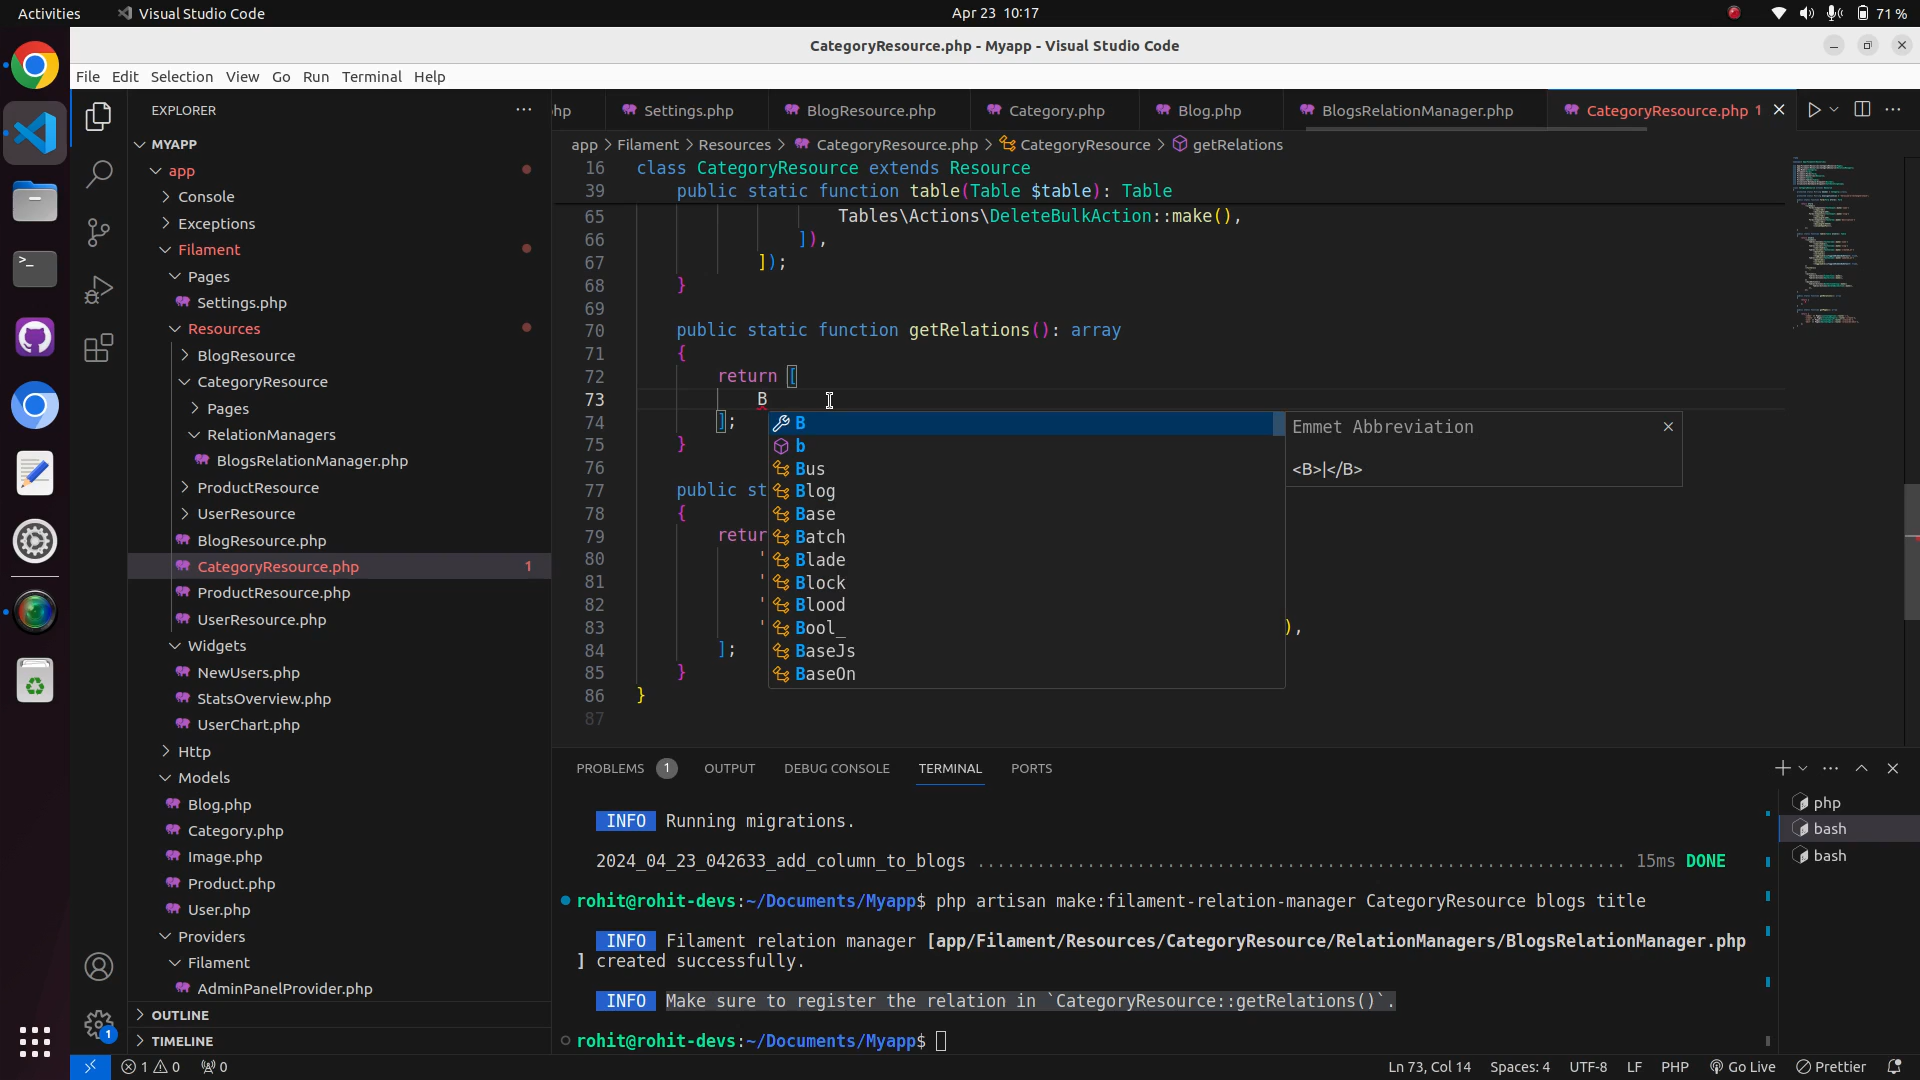 Activities
Visual Studio Code
Apr 23 10:17
71 %
CategoryResource.php - Myapp - Visual Studio Code
File Edit Selection View Go Run Terminal Help
EXPLORER
MYAPP
app
Console
Exceptions
Filament
Pages
Settings.php
Resources
BlogResource
CategoryResource
Pages
RelationManagers
BlogsRelationManager.php
ProductResource
UserResource
BlogResource.php
CategoryResource.php 1
ProductResource.php
UserResource.php
Widgets
NewUsers.php
StatsOverview.php
UserChart.php
Http
Models
Blog.php
Category.php
Image.php
Product.php
User.php
Providers
Filament
AdminPanelProvider.php
OUTLINE
TIMELINE
hp Settings.php BlogResource.php Category.php Blog.php BlogsRelationManager.php CategoryResource.php 1
app > Filament > Resources > CategoryResource.php > CategoryResource > getRelations
16 class CategoryResource extends Resource
39 public static function table(Table $table): Table
65 Tables\Actions\DeleteBulkAction::make(),
66 ]),
67 ]);
68 }
69
70 public static function getRelations(): array
71 {
72 return [
73 B
74 ];
75 }
76
77 public st
78 {
79 retur
80 '
81 '
82 '
83 ' ),
84 ];
85 }
86 }
87
B
b
Bus
Blog
Base
Batch
Blade
Block
Blood
Bool_
BaseJs
BaseOn
Emmet Abbreviation
<B>|</B>
PROBLEMS 1 OUTPUT DEBUG CONSOLE TERMINAL PORTS
INFO Running migrations.
2024_04_23_042633_add_column_to_blogs ................................................................ 15ms DONE
rohit@rohit-devs:~/Documents/Myapp$ php artisan make:filament-relation-manager CategoryResource blogs title
INFO Filament relation manager [app/Filament/Resources/CategoryResource/RelationManagers/BlogsRelationManager.php
] created successfully.
INFO Make sure to register the relation in `CategoryResource::getRelations()`.
rohit@rohit-devs:~/Documents/Myapp$
php
bash
bash
1
1 0 0
Ln 73, Col 14 Spaces: 4 UTF-8 LF PHP Go Live Prettier